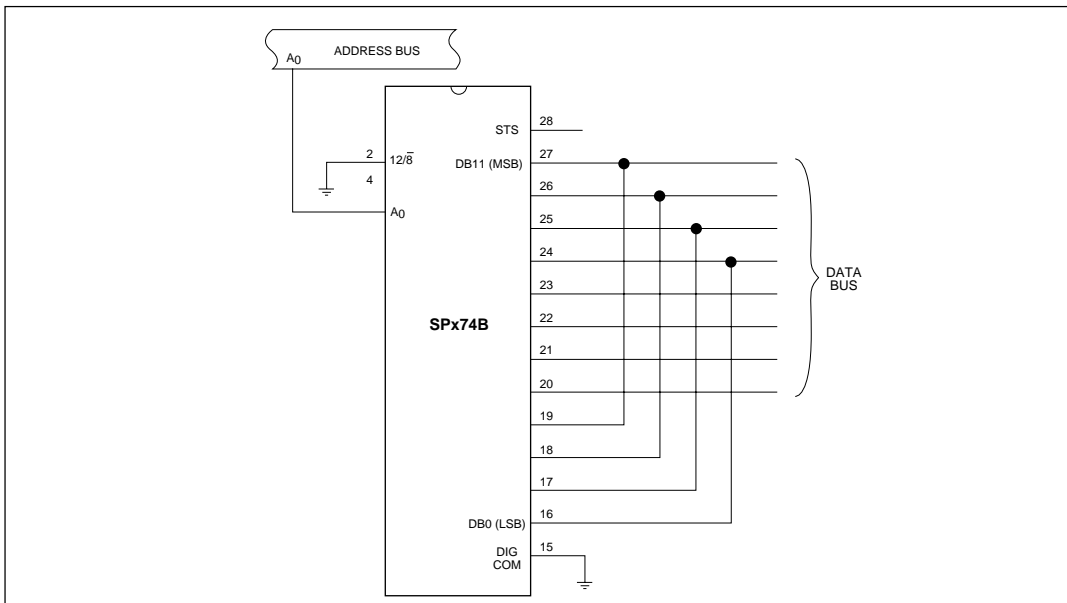 ADDRESS BUS
A0
STS
28
2
12/8̅
DB11 (MSB)
27
4
26
A0
25
24
DATA
BUS
23
SPx74B
22
21
20
19
18
17
DB0 (LSB)
16
DIG
COM
15